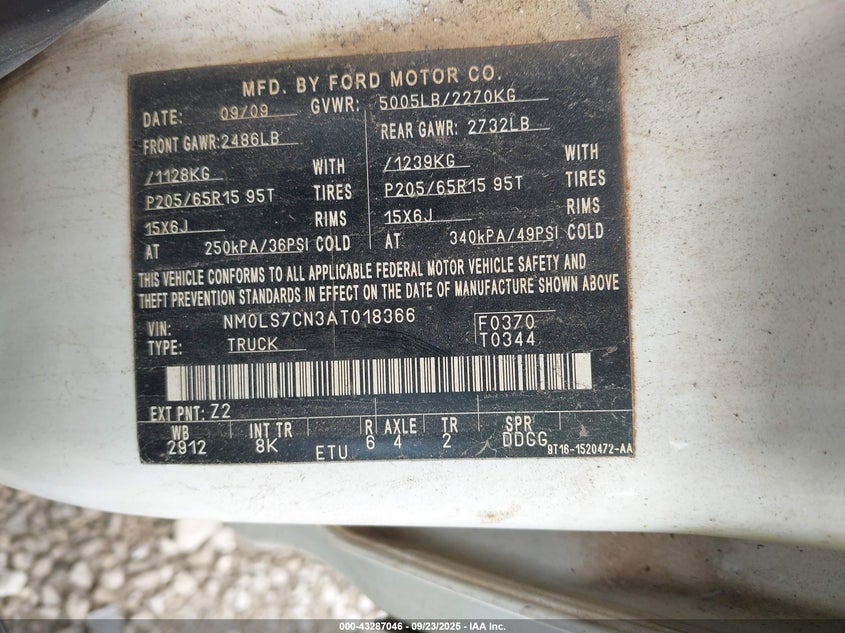 MFD. BY FORD MOTOR CO.
DATE: 09/09 GVWR: 5005LB/2270KG
FRONT GAWR: 2486LB REAR GAWR: 2732LB
/1128KG WITH /1239KG WITH
P205/65R15 95T TIRES P205/65R15 95T TIRES
15X6J RIMS 15X6J RIMS
AT 250kPA/36PSI COLD AT 340kPA/49PSI COLD
THIS VEHICLE CONFORMS TO ALL APPLICABLE FEDERAL MOTOR VEHICLE SAFETY AND
THEFT PREVENTION STANDARDS IN EFFECT ON THE DATE OF MANUFACTURE SHOWN ABOVE
VIN: NM0LS7CN3AT018366 F0370
TYPE: TRUCK T0344
EXT PNT: Z2
WB INT TR R AXLE TR SPR
2912 8K ETU 6 4 2 DDGG
9T16-1520472-AA
000-43287046 - 09/23/2025 - IAA Inc.